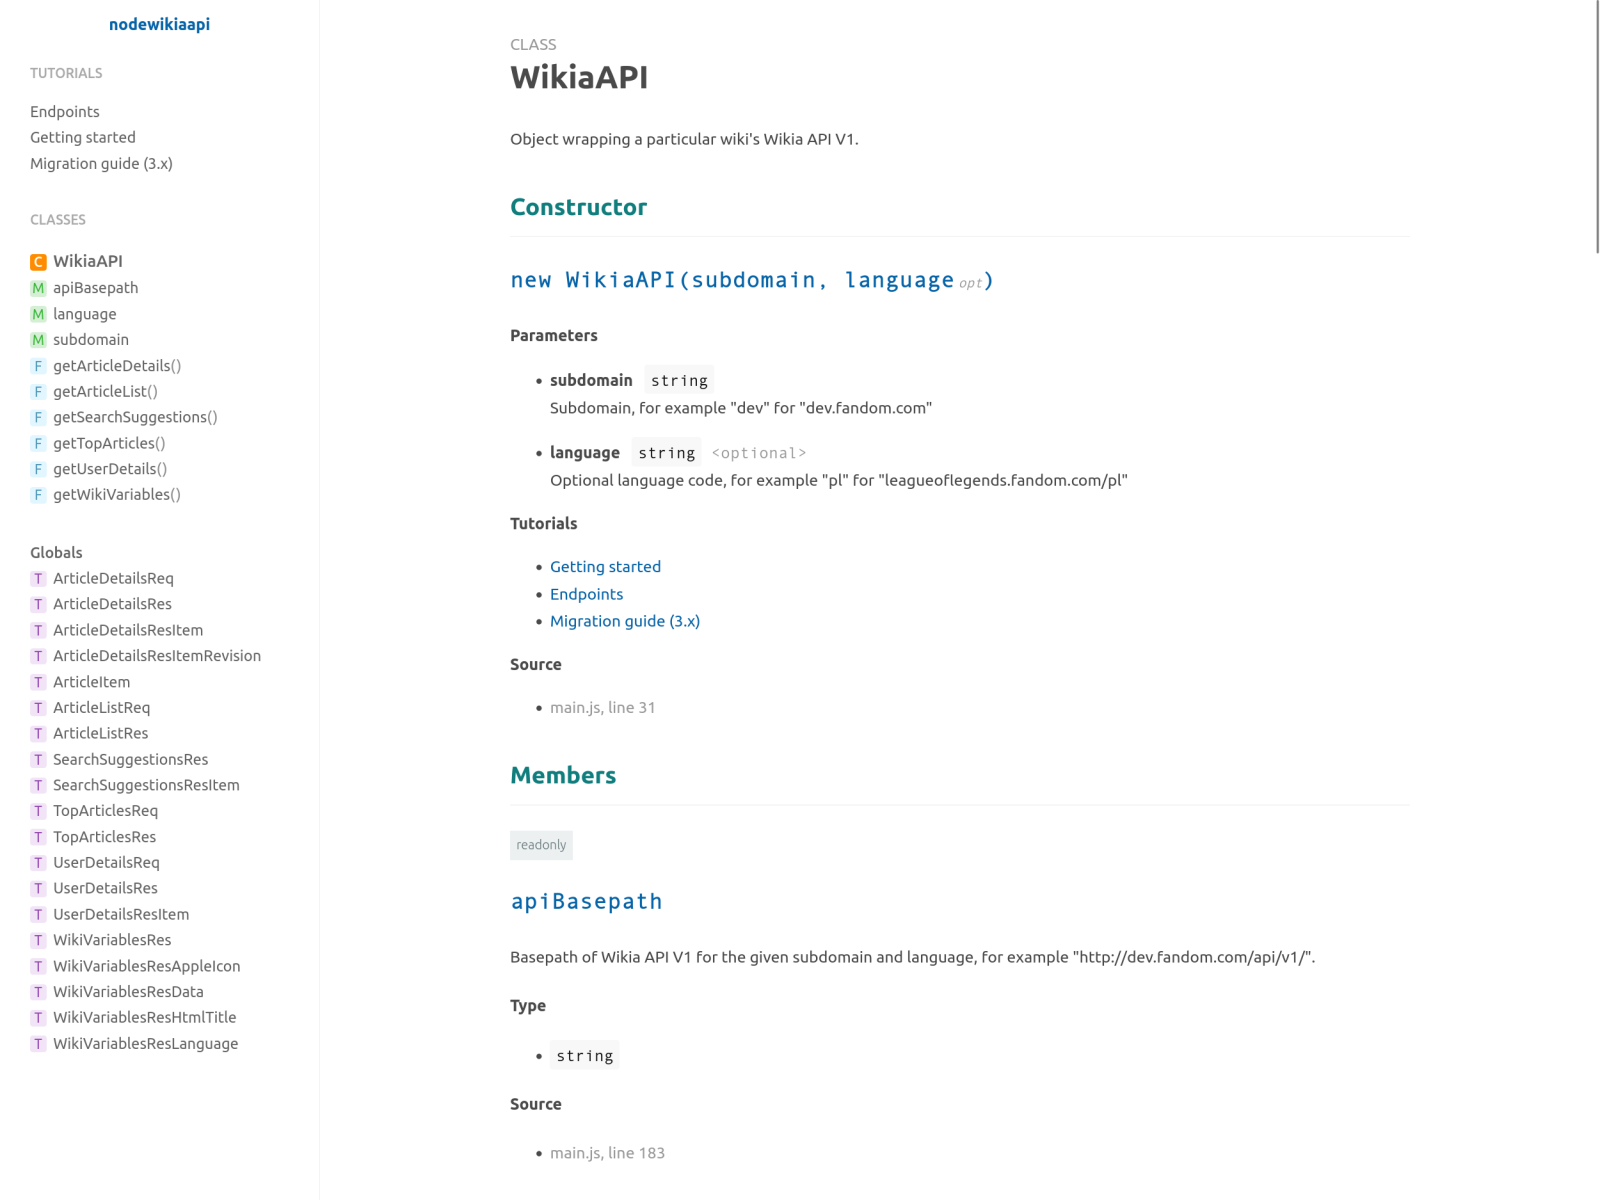 nodewikiaapi
TUTORIALS
Endpoints
Getting started
Migration guide (3.x)
CLASSES
C WikiaAPI
M apiBasepath
M language
M subdomain
F getArticleDetails()
F getArticleList()
F getSearchSuggestions()
F getTopArticles()
F getUserDetails()
F getWikiVariables()
Globals
T ArticleDetailsReq
T ArticleDetailsRes
T ArticleDetailsResItem
T ArticleDetailsResItemRevision
T ArticleItem
T ArticleListReq
T ArticleListRes
T SearchSuggestionsRes
T SearchSuggestionsResItem
T TopArticlesReq
T TopArticlesRes
T UserDetailsReq
T UserDetailsRes
T UserDetailsResItem
T WikiVariablesRes
T WikiVariablesResAppleIcon
T WikiVariablesResData
T WikiVariablesResHtmlTitle
T WikiVariablesResLanguage
CLASS
WikiaAPI
Object wrapping a particular wiki's Wikia API V1.
Constructor
new WikiaAPI(subdomain, language opt)
Parameters
• subdomain string
Subdomain, for example "dev" for "dev.fandom.com"
• language string <optional>
Optional language code, for example "pl" for "leagueoflegends.fandom.com/pl"
Tutorials
• Getting started
• Endpoints
• Migration guide (3.x)
Source
• main.js, line 31
Members
readonly
apiBasepath
Basepath of Wikia API V1 for the given subdomain and language, for example "http://dev.fandom.com/api/v1/".
Type
• string
Source
• main.js, line 183